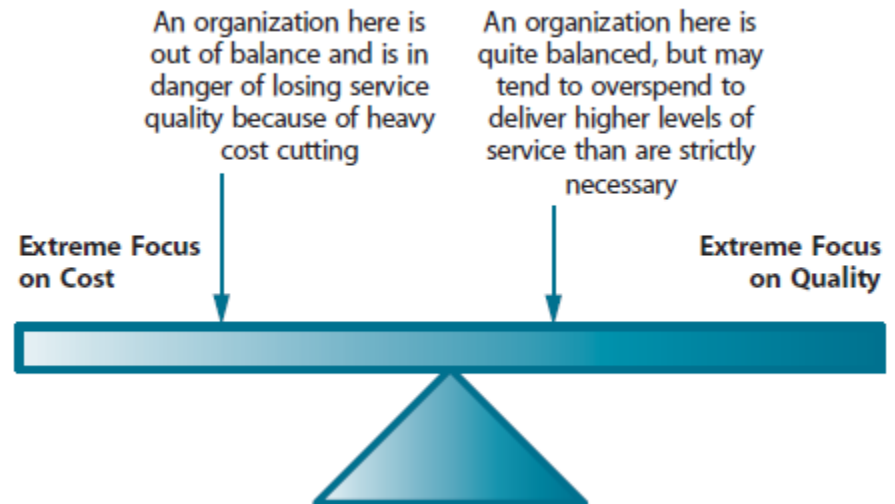 An organization here is
out of balance and is in
danger of losing service
quality because of heavy
cost cutting
An organization here is
quite balanced, but may
tend to overspend to
deliver higher levels of
service than are strictly
necessary
Extreme Focus
on Cost
Extreme Focus
on Quality